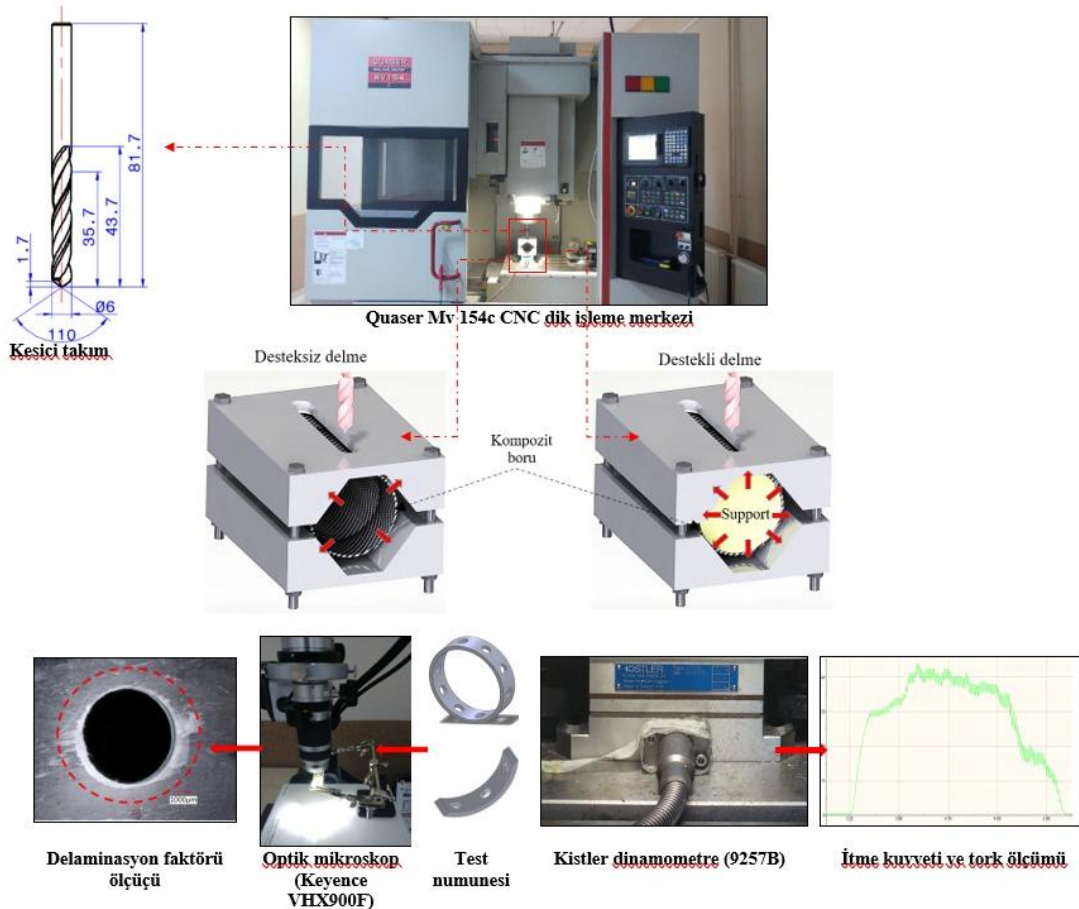 81.7
43.7
35.7
1.7
Ø6
110
Kesici takım
QUASER
MV154
Quaser Mv 154c CNC dik işleme merkezi
Desteksiz delme
Destekli delme
Kompozit
boru
Support
1000µm
KISTLER
Delaminasyon faktörü
ölçüçü
Optik mikroskop
(Keyence
VHX900F)
Test
numunesi
Kistler dinamometre (9257B)
İtme kuvveti ve tork ölçümü